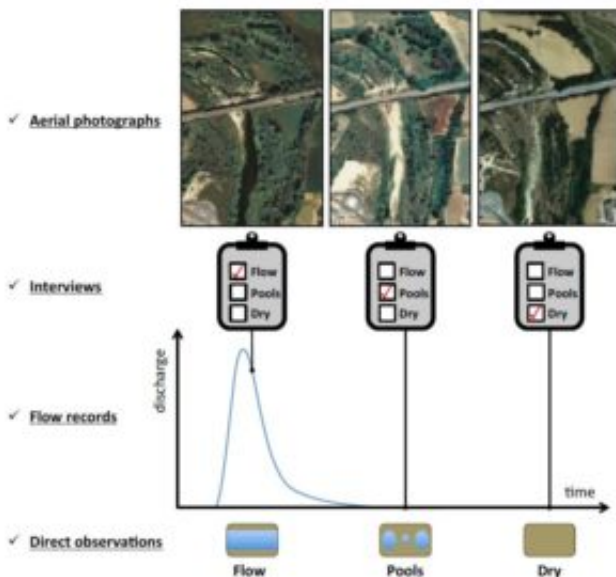 ✓ Aerial photographs
✓ Interviews
Flow
Pools
Dry
Flow
Pools
Dry
Flow
Pools
Dry
discharge
✓ Flow records
time
✓ Direct observations
Flow
Pools
Dry